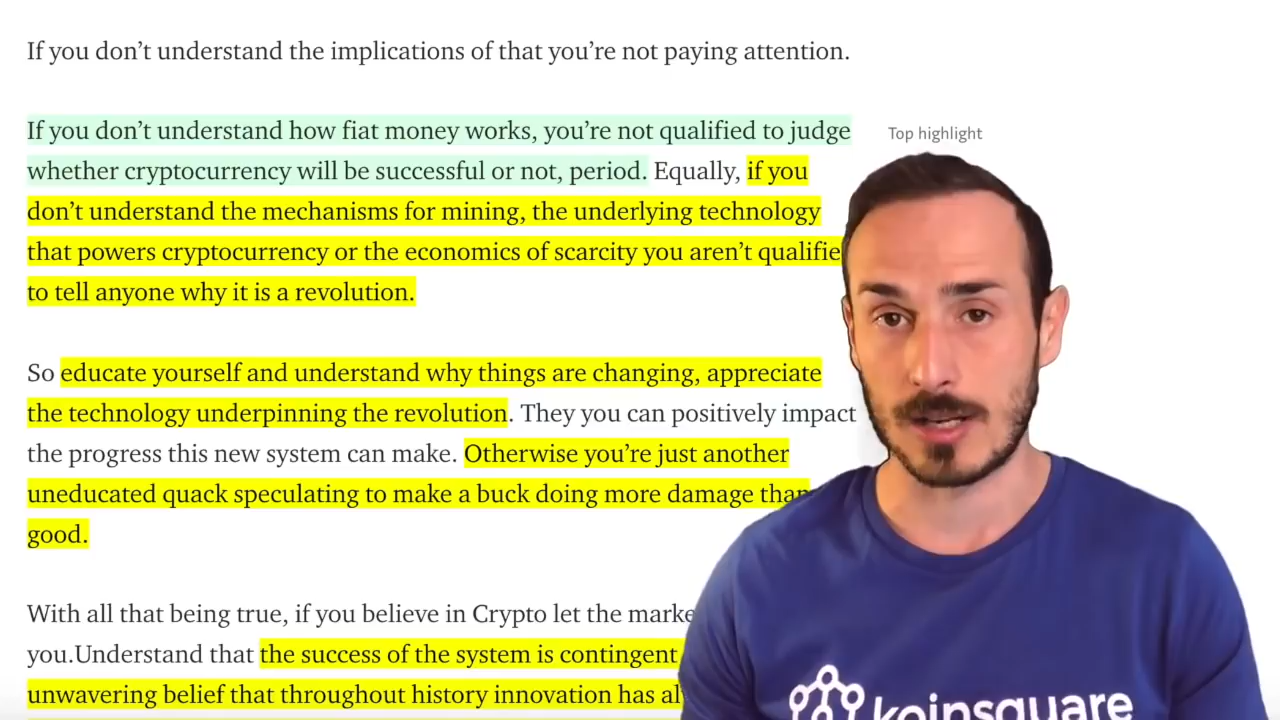 If you don’t understand the implications of that you’re not paying attention.
If you don’t understand how fiat money works, you’re not qualified to judge
Top highlight
whether cryptocurrency will be successful or not, period. Equally, if you
don’t understand the mechanisms for mining, the underlying technology
that powers cryptocurrency or the economics of scarcity you aren’t qualifie
to tell anyone why it is a revolution.
So educate yourself and understand why things are changing, appreciate
the technology underpinning the revolution. They you can positively impact
the progress this new system can make. Otherwise you’re just another
uneducated quack speculating to make a buck doing more damage than
good.
With all that being true, if you believe in Crypto let the marke
you.Understand that the success of the system is contingent
unwavering belief that throughout history innovation has al
koinsquare